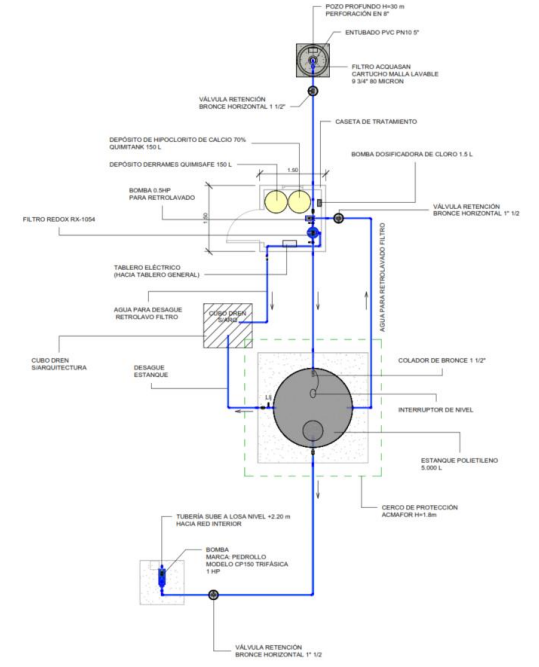 POZO PROFUNDO H=30 m
PERFORACIÓN EN 8"
ENTUBADO PVC PN10 5"
FILTRO ACQUASAN
CARTUCHO MALLA LAVABLE
9 3/4" 80 MICRON
VÁLVULA RETENCIÓN
BRONCE HORIZONTAL 1 1/2"
CASETA DE TRATAMIENTO
DEPÓSITO DE HIPOCLORITO DE CALCIO 70%
QUIMITANK 150 L
BOMBA DOSIFICADORA DE CLORO 1.5 L
DEPÓSITO DERRAMES QUIMISAFE 150 L
1.50
BOMBA 0.5HP
PARA RETROLAVADO
1.50
VÁLVULA RETENCIÓN
BRONCE HORIZONTAL 1" 1/2
FILTRO REDOX RX-1054
AGUA PARA RETROLAVADO FILTRO
TABLERO ELÉCTRICO
(HACIA TABLERO GENERAL)
AGUA PARA DESAGUE
RETROLAVO FILTRO
CUBO DREN
S/ARQ
CUBO DREN
S/ARQUITECTURA
DESAGUE
ESTANQUE
COLADOR DE BRONCE 1 1/2"
INTERRUPTOR DE NIVEL
ESTANQUE POLIETILENO
5.000 L
CERCO DE PROTECCIÓN
ACMAFOR H=1.8m
TUBERÍA SUBE A LOSA NIVEL +2.20 m
HACIA RED INTERIOR
BOMBA
MARCA: PEDROLLO
MODELO CP150 TRIFÁSICA
1 HP
VÁLVULA RETENCIÓN
BRONCE HORIZONTAL 1" 1/2